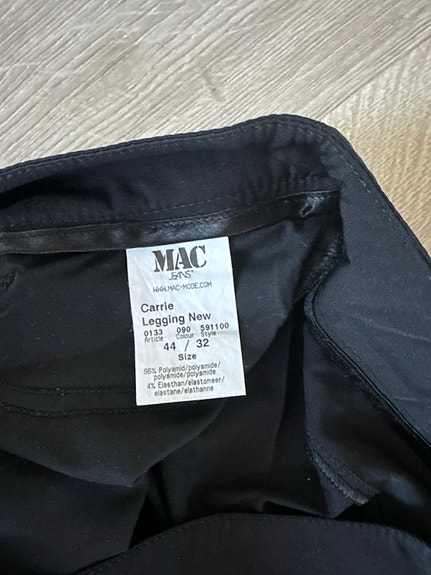 MAC
JEANS®
WWW.MAC-MODE.COM
Carrie
Legging New
0133 090 591100
Article Colour Style
44 / 32
Size
96% Polyamid/polyamide/
polyamide/polyamide
4% Elasthan/elastomeer/
elastane/elathanne